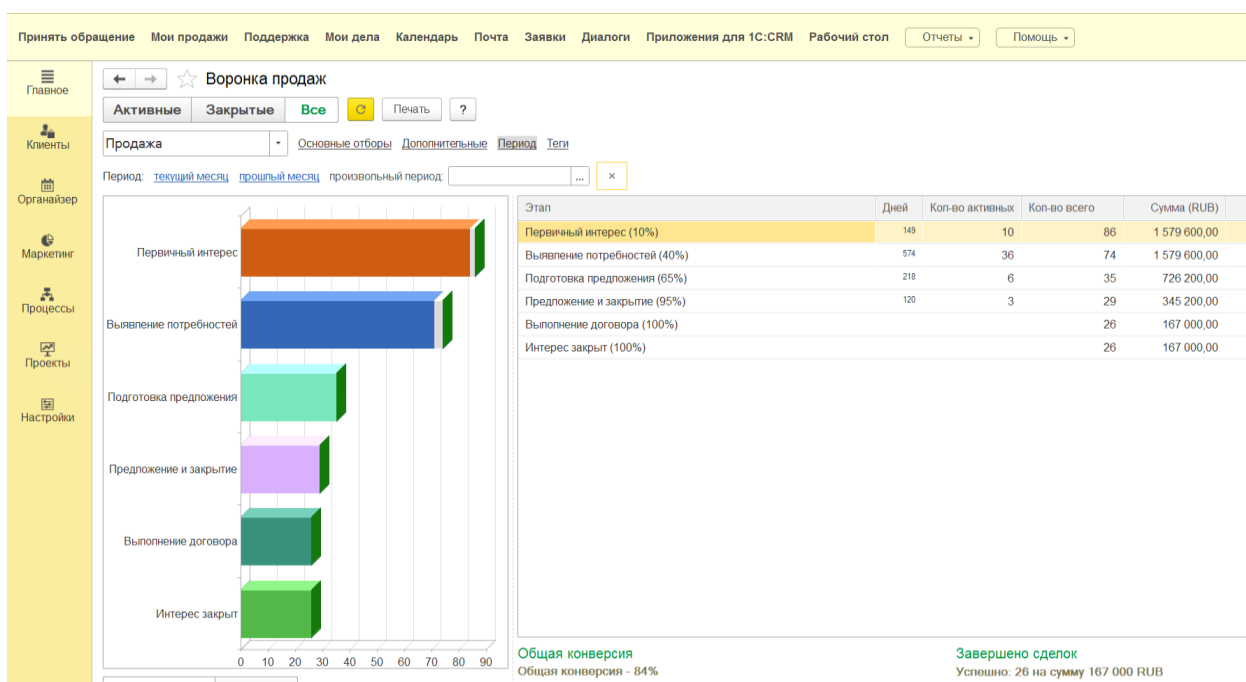 Принять обращение Мои продажи Поддержка Мои дела Календарь Почта Заявки Диалоги Приложения для 1С:CRM Рабочий стол Отчеты Помощь
Главное
Клиенты
Органайзер
Маркетинг
Процессы
Проекты
Настройки
Воронка продаж
Активные Закрытые Все Печать ?
Продажа Основные отборы Дополнительные Период Теги
Период: текущий месяц прошлый месяц произвольный период: ... ×
Первичный интерес
Выявление потребностей
Подготовка предложения
Предложение и закрытие
Выполнение договора
Интерес закрыт
0 10 20 30 40 50 60 70 80 90
Этап Дней Кол-во активных Кол-во всего Сумма (RUB)
Первичный интерес (10%) 149 10 86 1 579 600,00
Выявление потребностей (40%) 574 36 74 1 579 600,00
Подготовка предложения (65%) 218 6 35 726 200,00
Предложение и закрытие (95%) 120 3 29 345 200,00
Выполнение договора (100%) 26 167 000,00
Интерес закрыт (100%) 26 167 000,00
Общая конверсия
Общая конверсия - 84%
Завершено сделок
Успешно: 26 на сумму 167 000 RUB